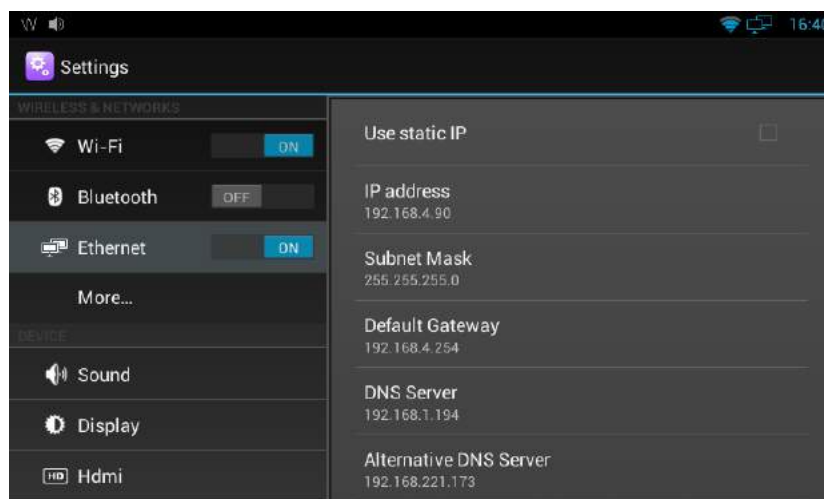 16:40
Settings
WIRELESS & NETWORKS
Wi-Fi
ON
Bluetooth
OFF
Ethernet
ON
More...
DEVICE
Sound
Display
HD
Hdmi
Use static IP
IP address
192.168.4.90
Subnet Mask
255.255.255.0
Default Gateway
192.168.4.254
DNS Server
192.168.1.194
Alternative DNS Server
192.168.221.173